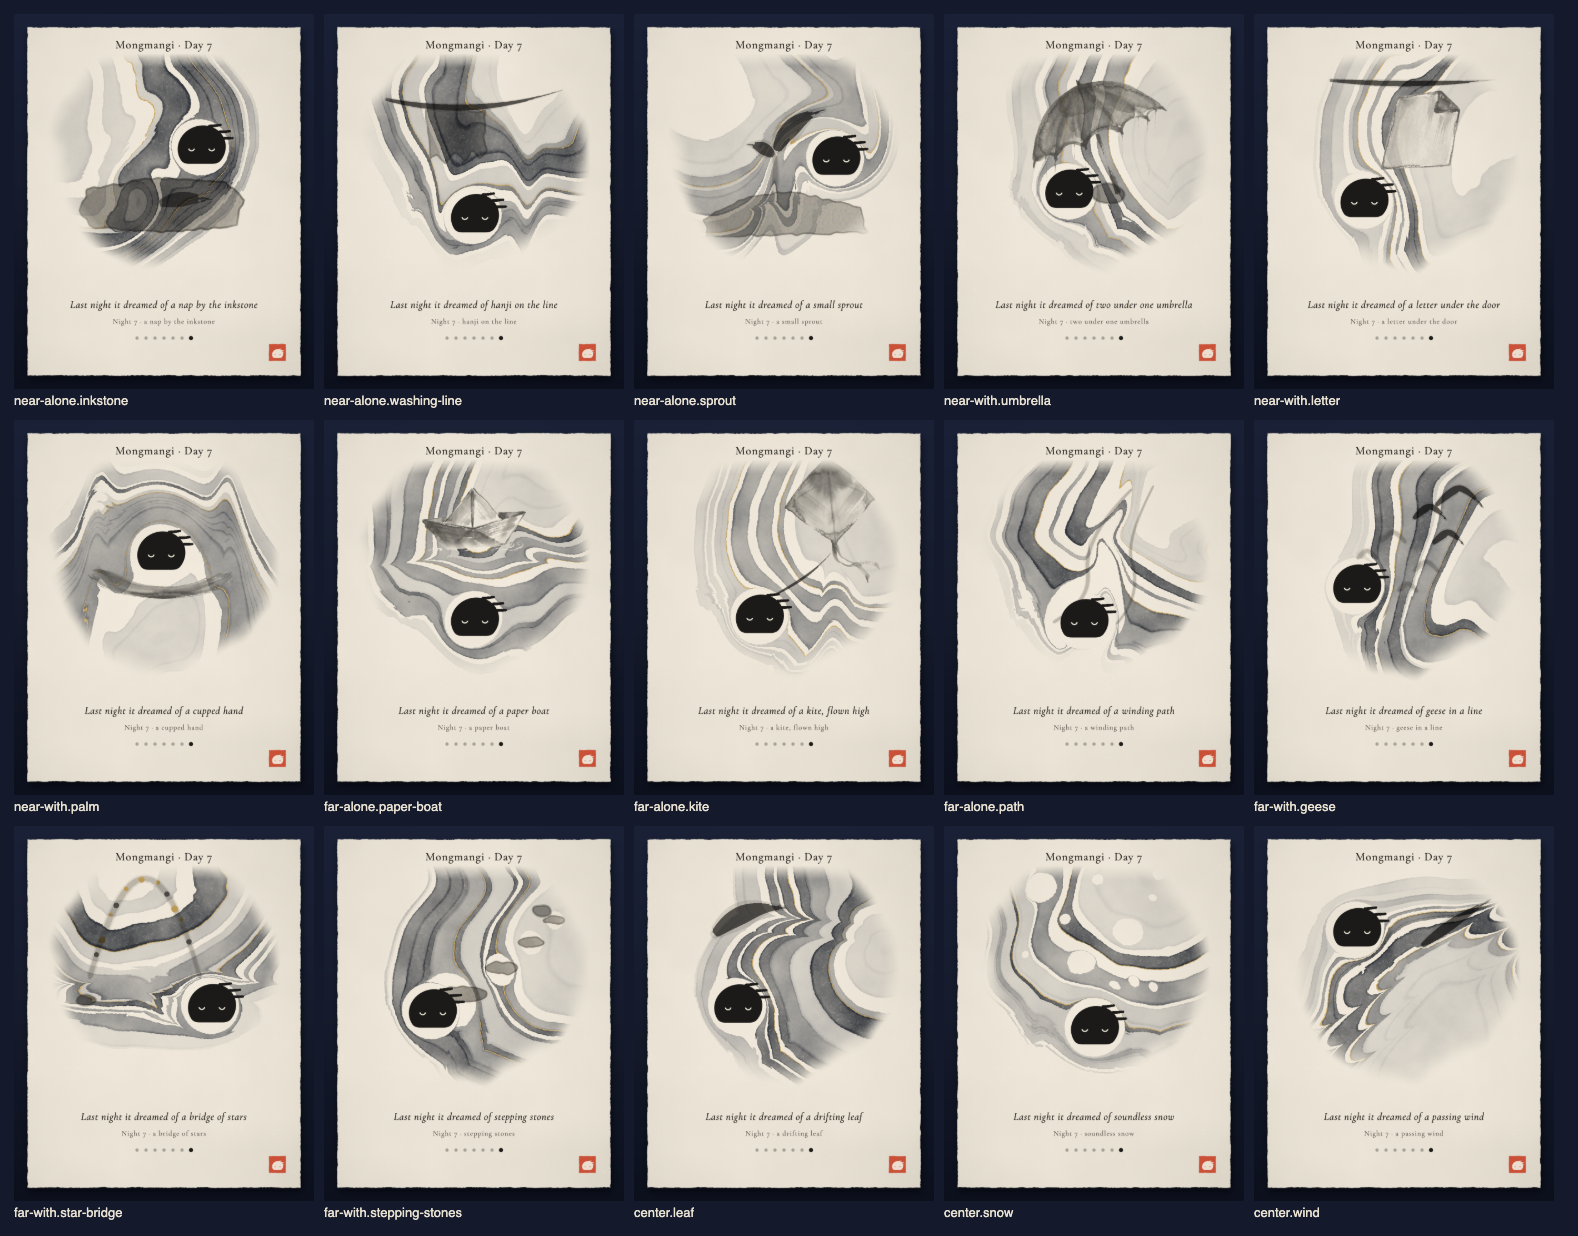 Mongmangi · Day 7
Last night it dreamed of a nap by the inkstone
Night 7 · a nap by the inkstone
near-alone.inkstone
Mongmangi · Day 7
Last night it dreamed of hanji on the line
Night 7 · hanji on the line
near-alone.washing-line
Mongmangi · Day 7
Last night it dreamed of a small sprout
Night 7 · a small sprout
near-alone.sprout
Mongmangi · Day 7
Last night it dreamed of two under one umbrella
Night 7 · two under one umbrella
near-with.umbrella
Mongmangi · Day 7
Last night it dreamed of a letter under the door
Night 7 · a letter under the door
near-with.letter
Mongmangi · Day 7
Last night it dreamed of a cupped hand
Night 7 · a cupped hand
near-with.palm
Mongmangi · Day 7
Last night it dreamed of a paper boat
Night 7 · a paper boat
far-alone.paper-boat
Mongmangi · Day 7
Last night it dreamed of a kite, flown high
Night 7 · a kite, flown high
far-alone.kite
Mongmangi · Day 7
Last night it dreamed of a winding path
Night 7 · a winding path
far-alone.path
Mongmangi · Day 7
Last night it dreamed of geese in a line
Night 7 · geese in a line
far-with.geese
Mongmangi · Day 7
Last night it dreamed of a bridge of stars
Night 7 · a bridge of stars
far-with.star-bridge
Mongmangi · Day 7
Last night it dreamed of stepping stones
Night 7 · stepping stones
far-with.stepping-stones
Mongmangi · Day 7
Last night it dreamed of a drifting leaf
Night 7 · a drifting leaf
center.leaf
Mongmangi · Day 7
Last night it dreamed of soundless snow
Night 7 · soundless snow
center.snow
Mongmangi · Day 7
Last night it dreamed of a passing wind
Night 7 · a passing wind
center.wind